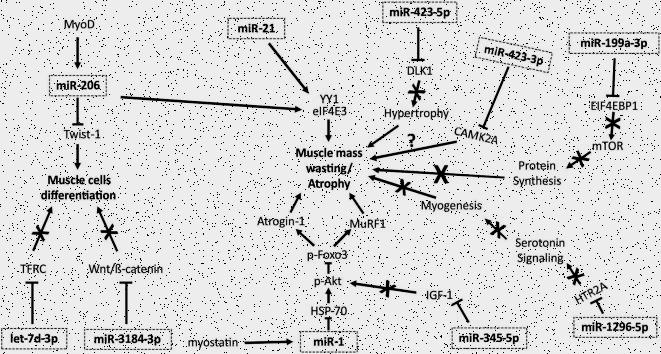 MyoD
miR-21
miR-423-5p
miR-423-3p
miR-199a-3p
miR-206
DLK1
YY1
eIF4E3
Hypertrophy
EIF4EBP1
Twist-1
CAMK2A
mTOR
?
Muscle mass
wasting/
Atrophy
Protein
Synthesis
Muscle cells
differentiation
Myogenesis
Atrogin-1
MuRF1
Serotonin
Signaling
p-Foxo3
TFRC
Wnt/ß-catenin
p-Akt
IGF-1
HTR2A
HSP-70
let-7d-3p
miR-3184-3p
myostatin
miR-1
miR-345-5p
miR-1296-5p